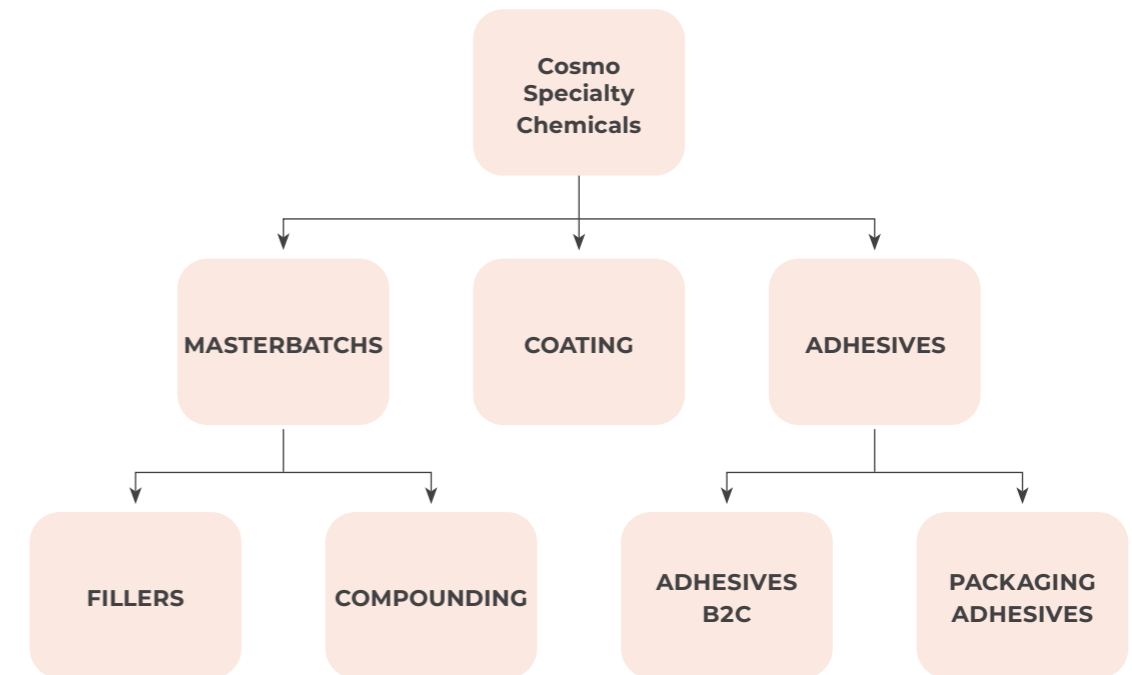 Cosmo
Specialty
Chemicals
MASTERBATCHS
COATING
ADHESIVES
FILLERS
COMPOUNDING
ADHESIVES
B2C
PACKAGING
ADHESIVES